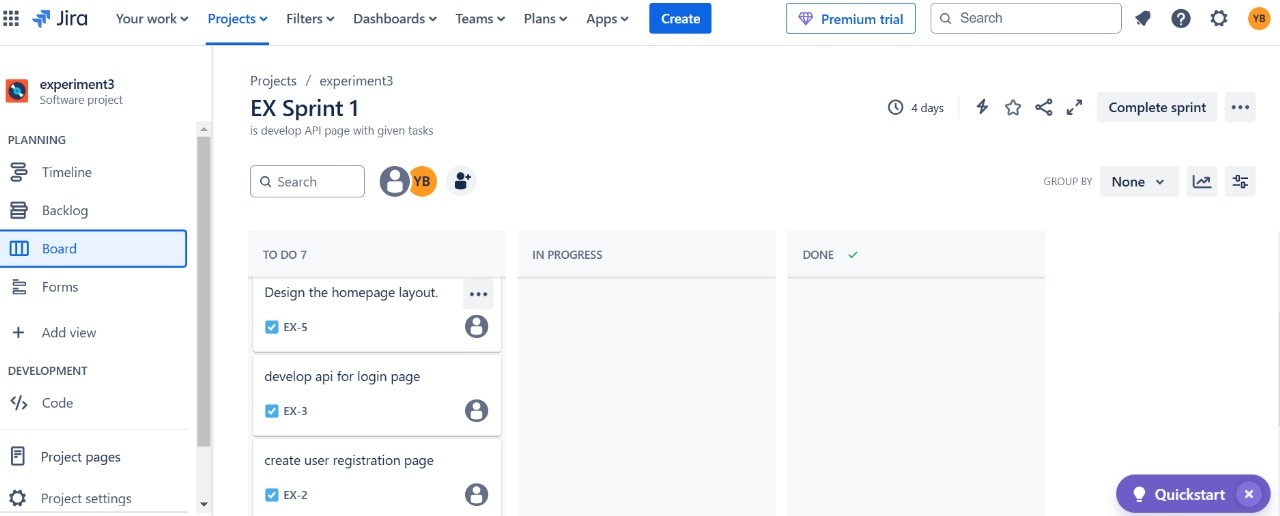 Jira Your work Projects Filters Dashboards Teams Plans Apps Create Premium trial Search YB
experiment3
Software project
PLANNING
Timeline
Backlog
Board
Forms
Add view
DEVELOPMENT
Code
Project pages
Project settings
Projects / experiment3
EX Sprint 1
is develop API page with given tasks
4 days Complete sprint
Search YB GROUP BY None
TO DO 7 IN PROGRESS DONE
Design the homepage layout.
EX-5
develop api for login page
EX-3
create user registration page
EX-2
Quickstart